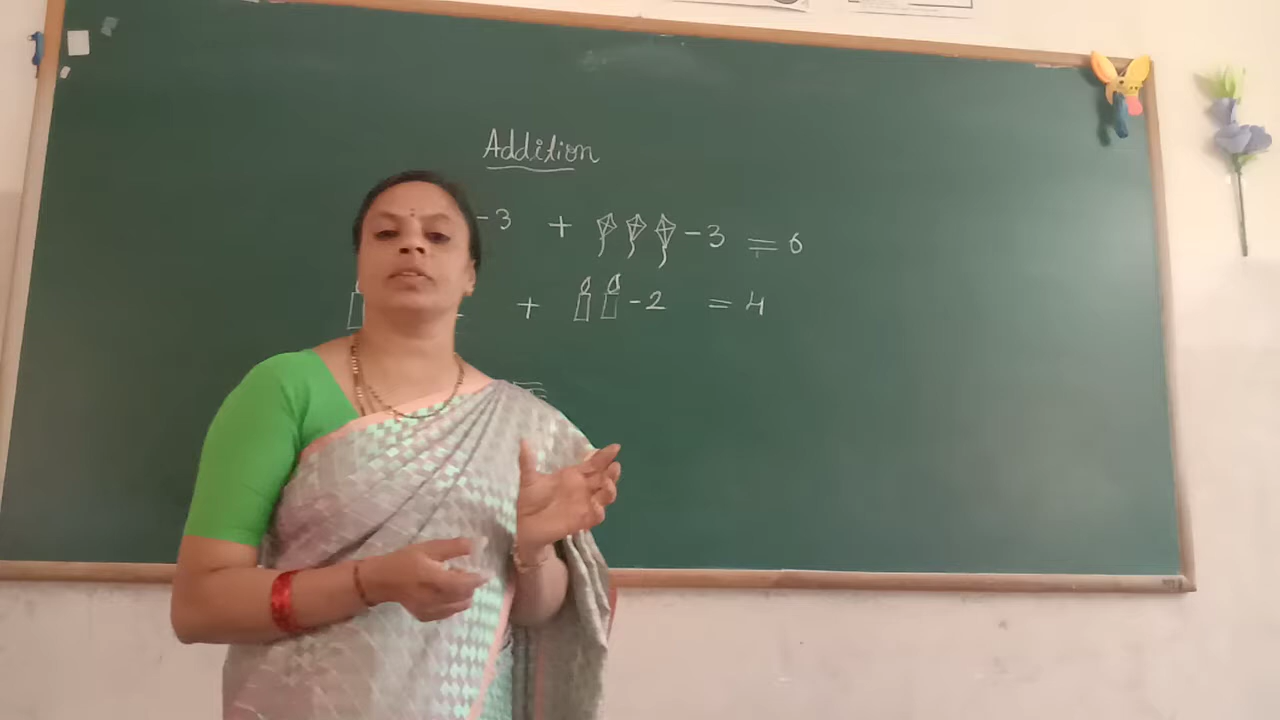 Addition
-3 + -3 = 6
+ -2 = 4